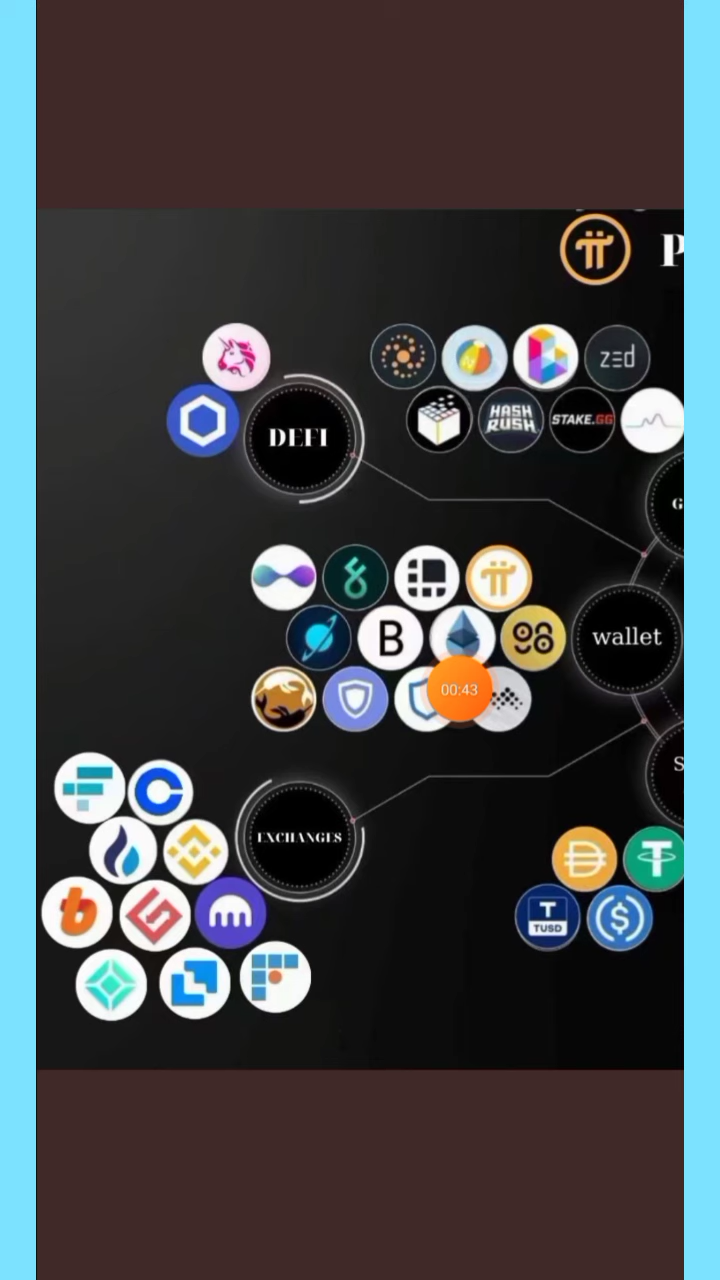 P
zed
HASH
RUSH
STAKE.GG
DEFI
G
B
wallet
00:43
S
EXCHANGES
T
TUSD